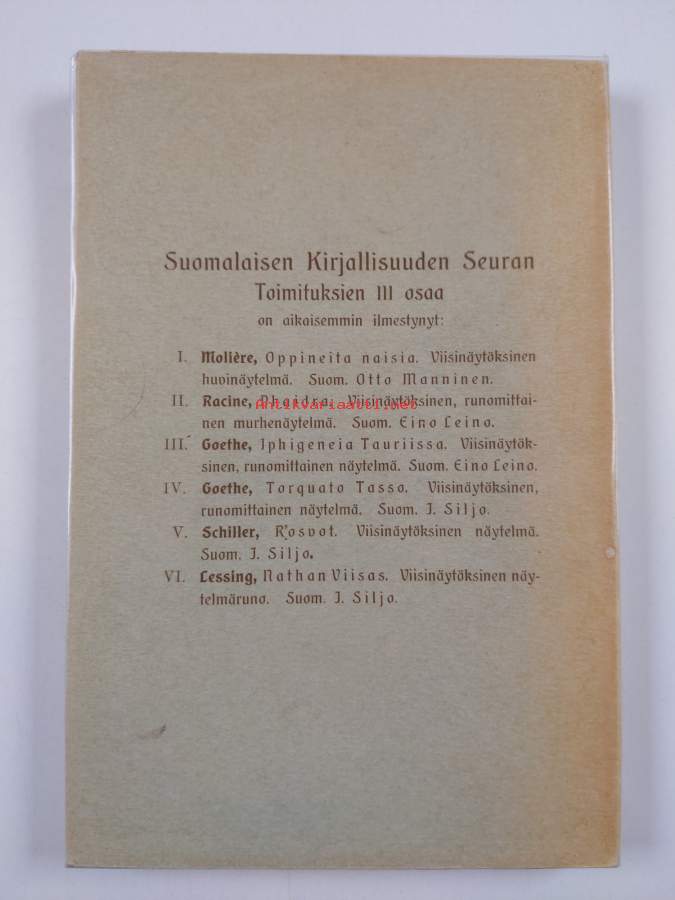 Suomalaisen Kirjallisuuden Seuran
Toimituksien III osaa
on aikaisemmin ilmestynyt:
I. Molière, Oppineita naisia. Viisinäytöksinen
huvinäytelmä. Suom. Otto Manninen.
Antikvariaatti.net
II. Racine, Phaidra. Viisinäytöksinen, runomittai-
nen murhenäytelmä. Suom. Eino Leino.
III. Goethe, Iphigeneia Tauriissa. Viisinäytök-
sinen, runomittainen näytelmä. Suom. Eino Leino.
IV. Goethe, Torquato Tasso. Viisinäytöksinen,
runomittainen näytelmä. Suom. J. Siljo.
V. Schiller, Rosvot. Viisinäytöksinen näytelmä.
Suom. J. Siljo.
VI. Lessing, Nathan Viisas. Viisinäytöksinen näy-
telmäruno. Suom. J. Siljo.